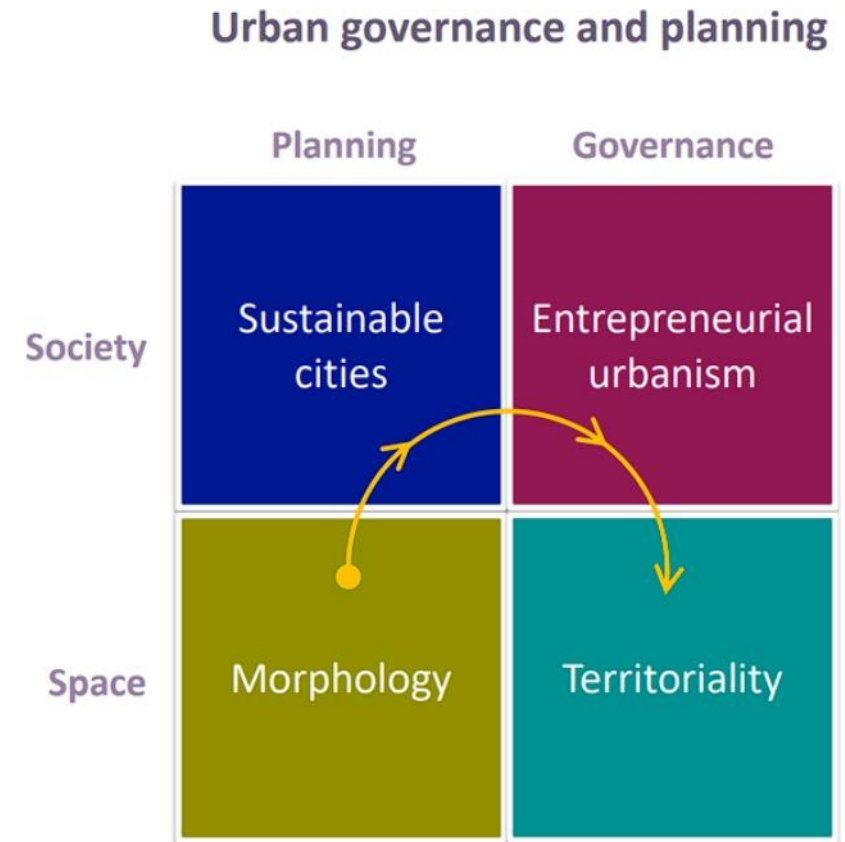 Urban governance and planning
Planning Governance
Society
Sustainable
cities
Entrepreneurial
urbanism
Space
Morphology
Territoriality